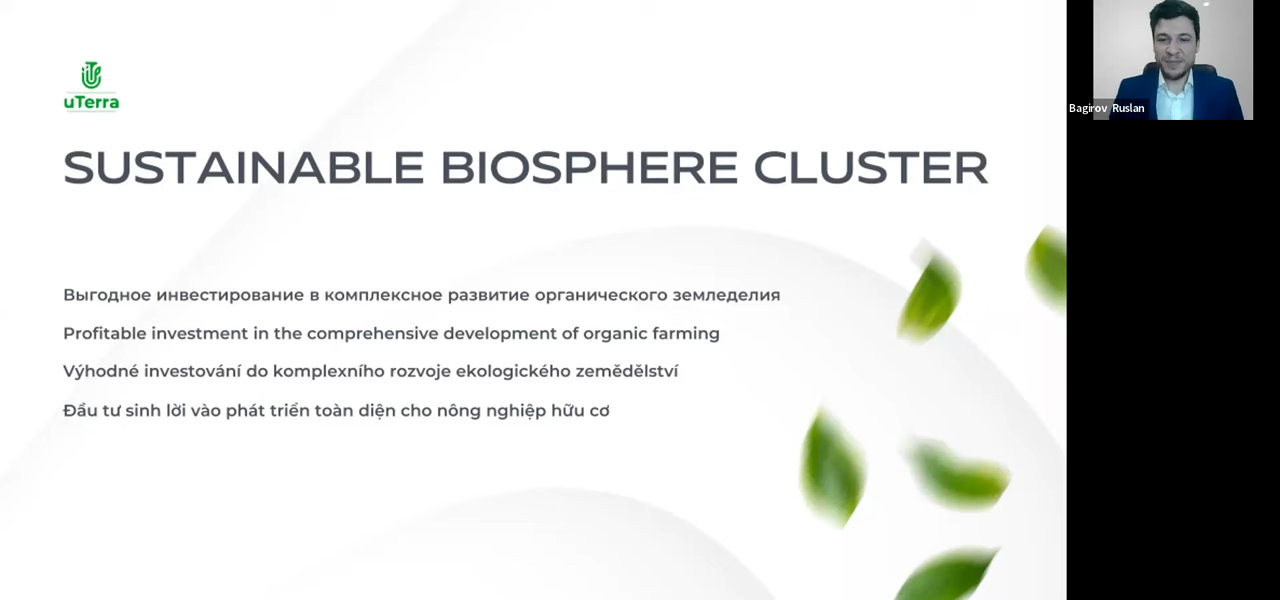 uTerra
SUSTAINABLE BIOSPHERE CLUSTER
Выгодное инвестирование в комплексное развитие органического земледелия
Profitable investment in the comprehensive development of organic farming
Výhodné investování do komplexního rozvoje ekologického zemědělství
Đầu tư sinh lời vào phát triển toàn diện cho nông nghiệp hữu cơ
Bagirov Ruslan